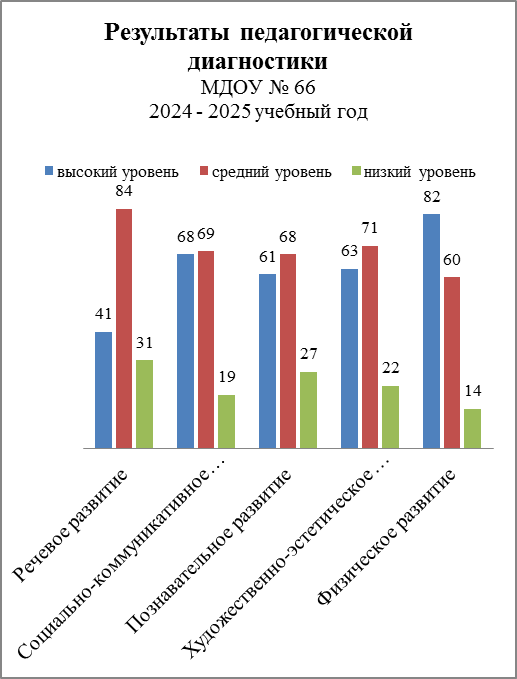 Результаты педагогической
диагностики
МДОУ № 66
2024 - 2025 учебный год
высокий уровень средний уровень низкий уровень
41 84 31
68 69 19
61 68 27
63 71 22
82 60 14
Речевое развитие
Социально-коммуникативное…
Познавательное развитие
Художественно-эстетическое…
Физическое развитие